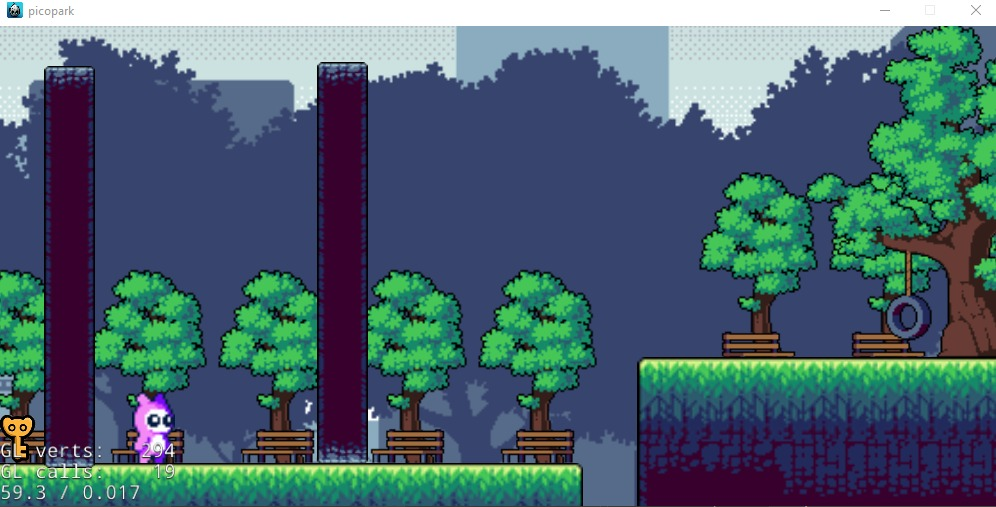 picopark
GL verts: 294
GL calls: 19
59.3 / 0.017